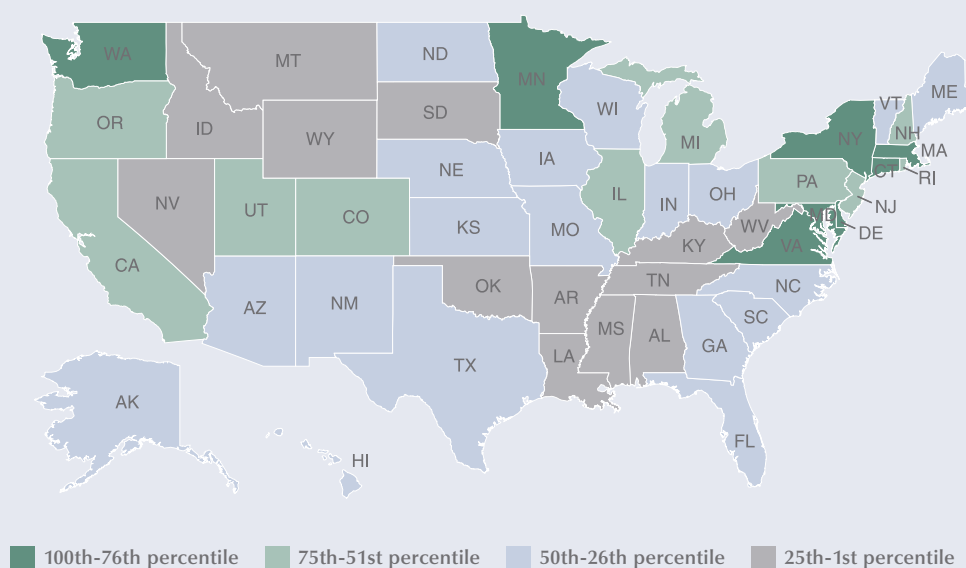 WA
MT
ND
MN
OR
ID
WY
SD
WI
MI
VT
ME
NH
NY
MA
CT
RI
NV
UT
CO
NE
IA
IL
IN
OH
PA
NJ
MD
DE
CA
KS
MO
KY
WV
VA
AZ
NM
OK
AR
TN
NC
SC
TX
LA
MS
AL
GA
FL
AK
HI
100th-76th percentile
75th-51st percentile
50th-26th percentile
25th-1st percentile